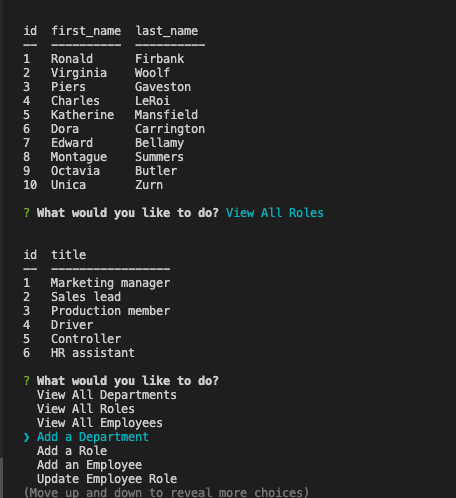 id first_name last_name
—— —————————— ——————————
1 Ronald Firbank
2 Virginia Woolf
3 Piers Gaveston
4 Charles LeRoi
5 Katherine Mansfield
6 Dora Carrington
7 Edward Bellamy
8 Montague Summers
9 Octavia Butler
10 Unica Zurn
? What would you like to do? View All Roles
id title
—— —————————————————
1 Marketing manager
2 Sales lead
3 Production member
4 Driver
5 Controller
6 HR assistant
? What would you like to do?
View All Departments
View All Roles
View All Employees
❯ Add a Department
Add a Role
Add an Employee
Update Employee Role
(Move up and down to reveal more choices)